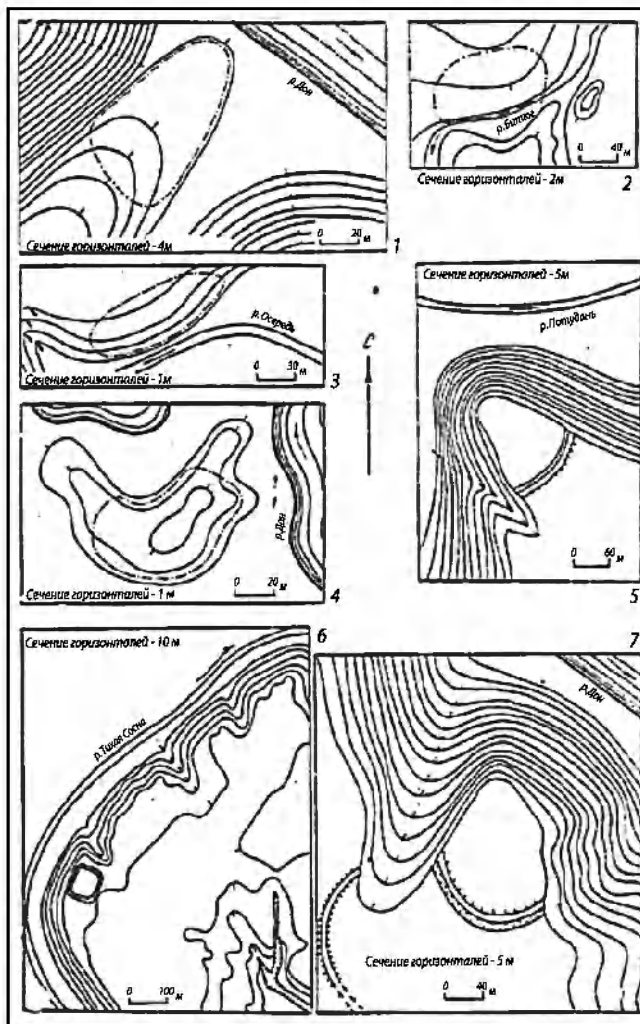 р.Дон
0 20 м
Сечение горизонталей - 4м
1
р.Битюг
0 40 м
Сечение горизонталей - 2м
2
р.Осередь
0 30 м
Сечение горизонталей - 1м
3
С
р.Дон
0 20 м
Сечение горизонталей - 1 м
4
Сечение горизонталей - 5м
р.Потудань
0 60 м
5
6
Сечение горизонталей - 10 м
р.Тихая Сосна
0 200 м
7
р.Дон
Сечение горизонталей - 5 м
0 40 м